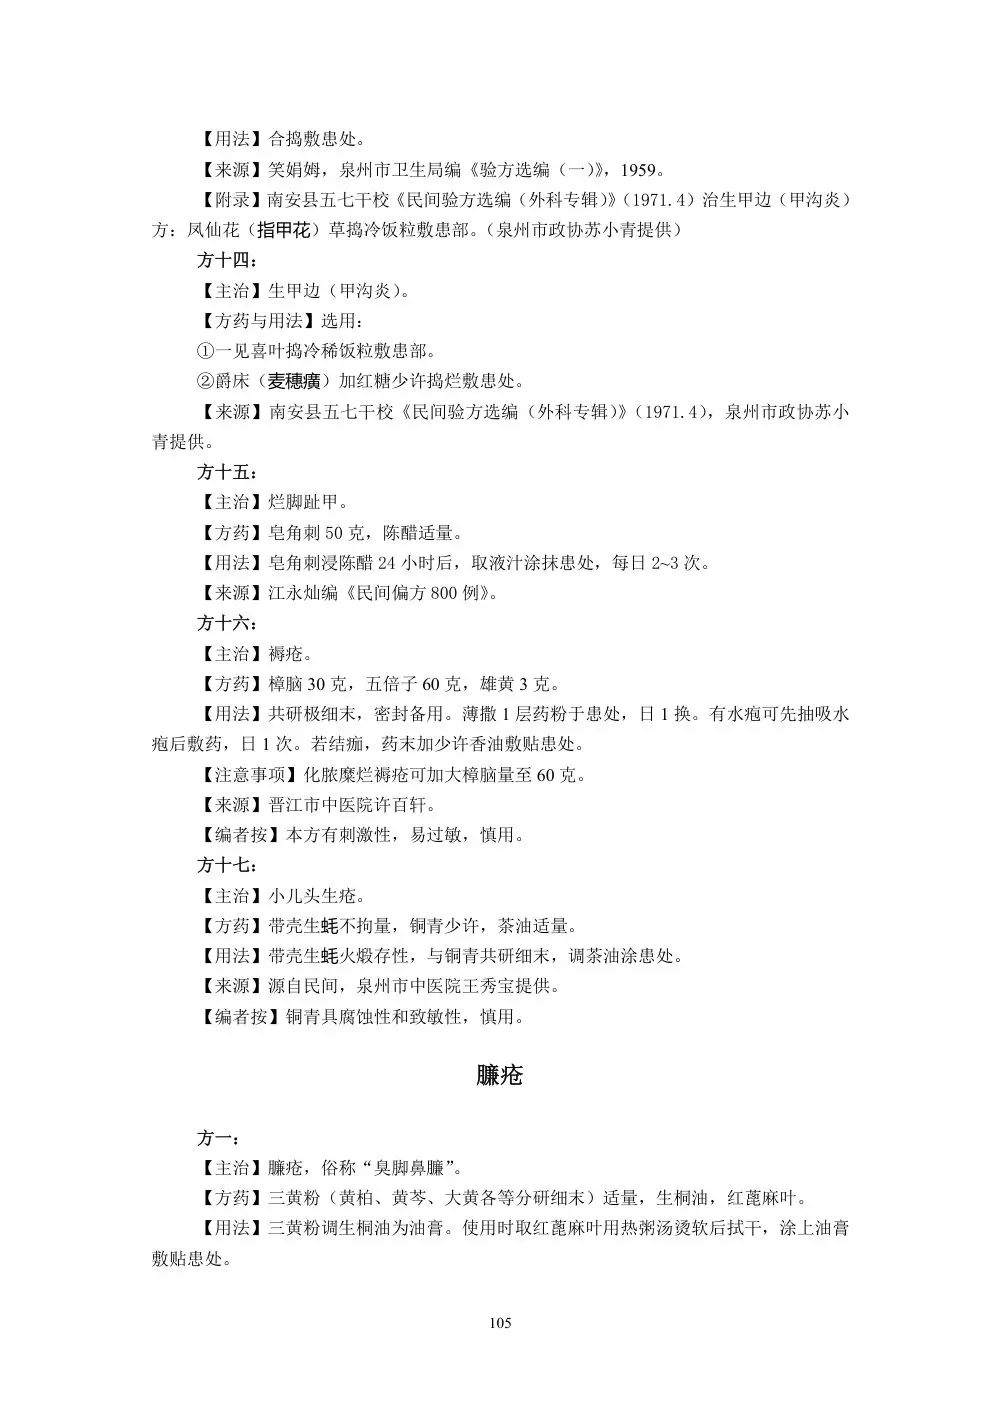 【用法】合捣敷患处。
【来源】笑娟姆，泉州市卫生局编《验方选编（一）》，1959。
【附录】南安县五七干校《民间验方选编（外科专辑）》（1971.4）治生甲边（甲沟炎）
方：凤仙花（指甲花）草捣冷饭粒敷患部。（泉州市政协苏小青提供）
方十四：
【主治】生甲边（甲沟炎）。
【方药与用法】选用：
①一见喜叶捣冷稀饭粒敷患部。
②爵床（麦穗癀）加红糖少许捣烂敷患处。
【来源】南安县五七干校《民间验方选编（外科专辑）》（1971.4），泉州市政协苏小
青提供。
方十五：
【主治】烂脚趾甲。
【方药】皂角刺 50 克，陈醋适量。
【用法】皂角刺浸陈醋 24 小时后，取液汁涂抹患处，每日 2~3 次。
【来源】江永灿编《民间偏方 800 例》。
方十六：
【主治】褥疮。
【方药】樟脑 30 克，五倍子 60 克，雄黄 3 克。
【用法】共研极细末，密封备用。薄撒 1 层药粉于患处，日 1 换。有水疱可先抽吸水
疱后敷药，日 1 次。若结痂，药末加少许香油敷贴患处。
【注意事项】化脓糜烂褥疮可加大樟脑量至 60 克。
【来源】晋江市中医院许百轩。
【编者按】本方有刺激性，易过敏，慎用。
方十七：
【主治】小儿头生疮。
【方药】带壳生蚝不拘量，铜青少许，茶油适量。
【用法】带壳生蚝火煅存性，与铜青共研细末，调茶油涂患处。
【来源】源自民间，泉州市中医院王秀宝提供。
【编者按】铜青具腐蚀性和致敏性，慎用。
臁疮
方一：
【主治】臁疮，俗称“臭脚鼻臁”。
【方药】三黄粉（黄柏、黄芩、大黄各等分研细末）适量，生桐油，红蓖麻叶。
【用法】三黄粉调生桐油为油膏。使用时取红蓖麻叶用热粥汤烫软后拭干，涂上油膏
敷贴患处。
105